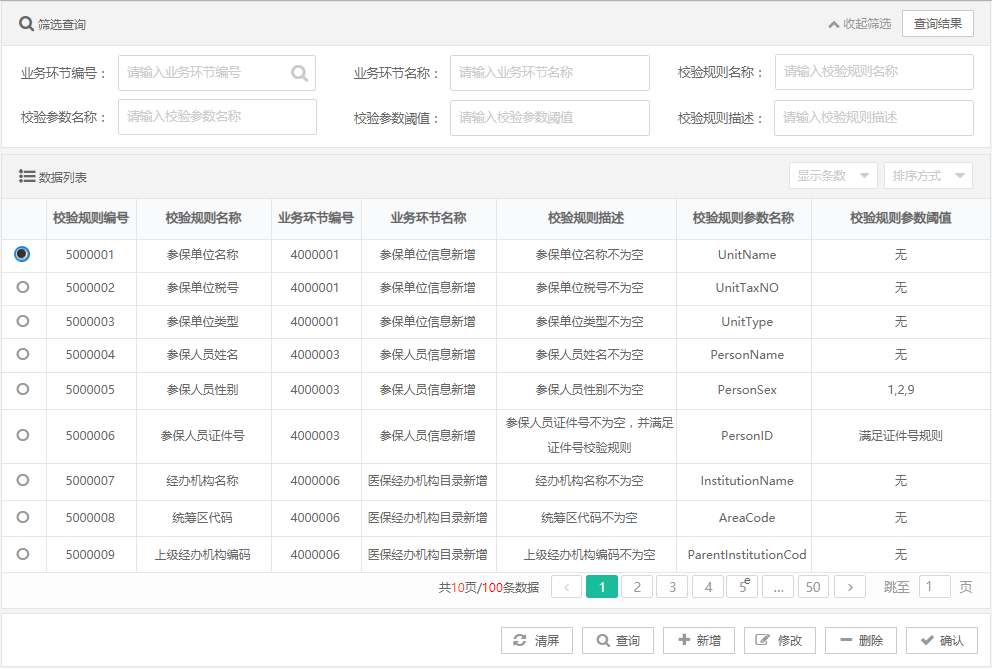 筛选查询 收起筛选 查询结果
业务环节编号： 请输入业务环节编号 业务环节名称： 请输入业务环节名称 校验规则名称： 请输入校验规则名称
校验参数名称： 请输入校验参数名称 校验参数阈值： 请输入校验参数阈值 校验规则描述： 请输入校验规则描述
数据列表 显示条数 排序方式
校验规则编号 校验规则名称 业务环节编号 业务环节名称 校验规则描述 校验规则参数名称 校验规则参数阈值
5000001 参保单位名称 4000001 参保单位信息新增 参保单位名称不为空 UnitName 无
5000002 参保单位税号 4000001 参保单位信息新增 参保单位税号不为空 UnitTaxNO 无
5000003 参保单位类型 4000001 参保单位信息新增 参保单位类型不为空 UnitType 无
5000004 参保人员姓名 4000003 参保人员信息新增 参保人员姓名不为空 PersonName 无
5000005 参保人员性别 4000003 参保人员信息新增 参保人员性别不为空 PersonSex 1,2,9
5000006 参保人员证件号 4000003 参保人员信息新增 参保人员证件号不为空，并满足 PersonID 满足证件号规则
证件号校验规则
5000007 经办机构名称 4000006 医保经办机构目录新增 经办机构名称不为空 InstitutionName 无
5000008 统筹区代码 4000006 医保经办机构目录新增 统筹区代码不为空 AreaCode 无
5000009 上级经办机构编码 4000006 医保经办机构目录新增 上级经办机构编码不为空 ParentInstitutionCod 无
e
共10页/100条数据 < 1 2 3 4 5 ... 50 > 跳至 1 页
清屏 查询 新增 修改 删除 确认